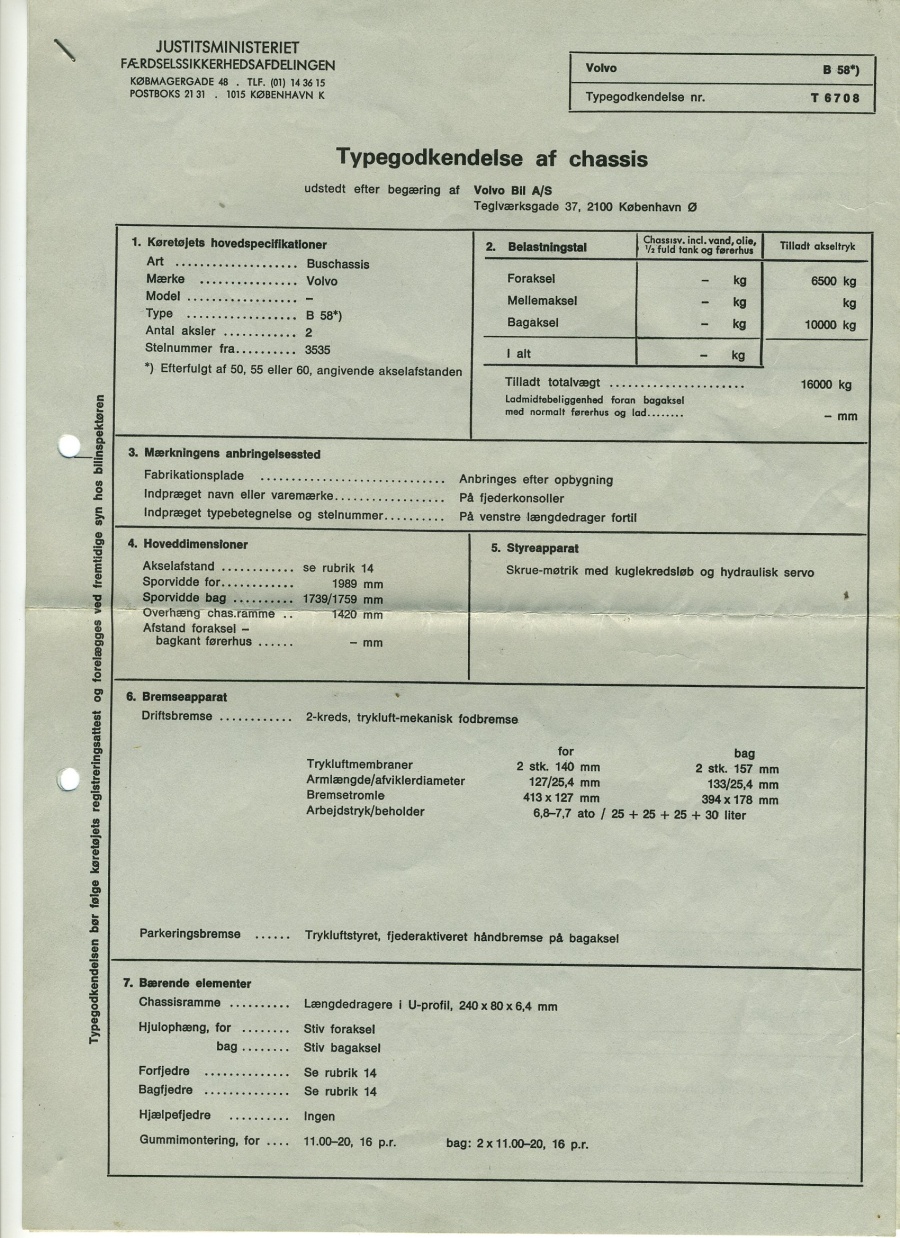 JUSTITSMINISTERIET
FÆRDSELSSIKKERHEDSAFDELINGEN
KØBMAGERGADE 48 . TLF. (01) 14 36 15
POSTBOKS 21 31 . 1015 KØBENHAVN K
Volvo B 58*)
Typegodkendelse nr. T 6708
Typegodkendelse af chassis
udstedt efter begæring af Volvo Bil A/S
Teglværksgade 37, 2100 København Ø
1. Køretøjets hovedspecifikationer
Art ................... Buschassis
Mærke ................ Volvo
Model .................. –
Type .................. B 58*)
Antal aksler ............ 2
Stelnummer fra.......... 3535
*) Efterfulgt af 50, 55 eller 60, angivende akselafstanden
2. Belastningstal Chassisv. incl. vand, olie, ½ fuld tank og førerhus Tilladt akseltryk
Foraksel – kg 6500 kg
Mellemaksel – kg kg
Bagaksel – kg 10000 kg
I alt – kg
Tilladt totalvægt ...................... 16000 kg
Ladmidtebeliggenhed foran bagaksel
med normalt førerhus og lad........ – mm
3. Mærkningens anbringelsessted
Fabrikationsplade .............................. Anbringes efter opbygning
Indpræget navn eller varemærke.................. På fjederkonsoller
Indpræget typebetegnelse og stelnummer.......... På venstre længdedrager fortil
4. Hoveddimensioner
Akselafstand ............ se rubrik 14
Sporvidde for............ 1989 mm
Sporvidde bag .......... 1739/1759 mm
Overhæng chas.ramme .. 1420 mm
Afstand foraksel –
bagkant førerhus ...... – mm
5. Styreapparat
Skrue-møtrik med kuglekredsløb og hydraulisk servo
6. Bremseapparat
Driftsbremse ............ 2-kreds, trykluft-mekanisk fodbremse
for bag
Trykluftmembraner 2 stk. 140 mm 2 stk. 157 mm
Armlængde/afviklerdiameter 127/25,4 mm 133/25,4 mm
Bremsetromle 413 x 127 mm 394 x 178 mm
Arbejdstryk/beholder 6,8–7,7 ato / 25 + 25 + 25 + 30 liter
Parkeringsbremse ...... Trykluftstyret, fjederaktiveret håndbremse på bagaksel
7. Bærende elementer
Chassisramme .......... Længdedragere i U-profil, 240 x 80 x 6,4 mm
Hjulophæng, for ........ Stiv foraksel
bag ........ Stiv bagaksel
Forfjedre .............. Se rubrik 14
Bagfjedre .............. Se rubrik 14
Hjælpefjedre .......... Ingen
Gummimontering, for .... 11.00–20, 16 p.r. bag: 2 x 11.00–20, 16 p.r.
Typegodkendelsen bør følge køretøjets registreringsattest og forelægges ved fremtidige syn hos bilinspektøren